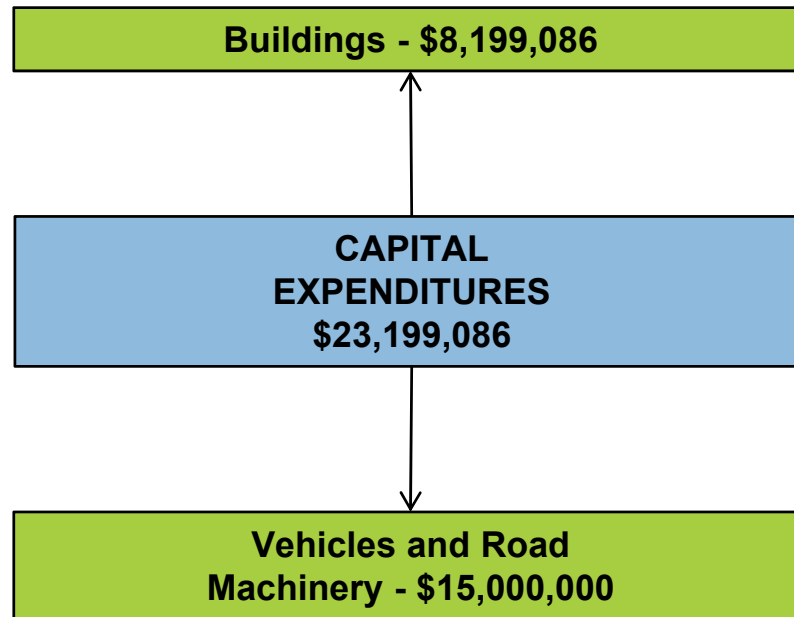 Buildings - $8,199,086
CAPITAL
EXPENDITURES
$23,199,086
Vehicles and Road
Machinery - $15,000,000